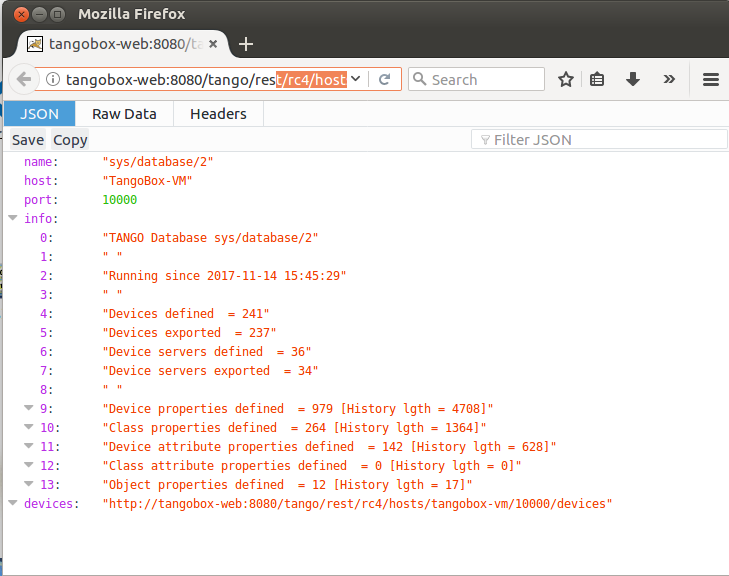 Mozilla Firefox
tangobox-web:8080/ta
tangobox-web:8080/tango/rest/rc4/host
Search
JSON Raw Data Headers
Save Copy
Filter JSON
name: "sys/database/2"
host: "TangoBox-VM"
port: 10000
info:
0: "TANGO Database sys/database/2"
1: " "
2: "Running since 2017-11-14 15:45:29"
3: " "
4: "Devices defined  = 241"
5: "Devices exported  = 237"
6: "Device servers defined  = 36"
7: "Device servers exported  = 34"
8: " "
9: "Device properties defined  = 979 [History lgth = 4708]"
10: "Class properties defined  = 264 [History lgth = 1364]"
11: "Device attribute properties defined  = 142 [History lgth = 628]"
12: "Class attribute properties defined  = 0 [History lgth = 0]"
13: "Object properties defined  = 12 [History lgth = 17]"
devices: "http://tangobox-web:8080/tango/rest/rc4/hosts/tangobox-vm/10000/devices"